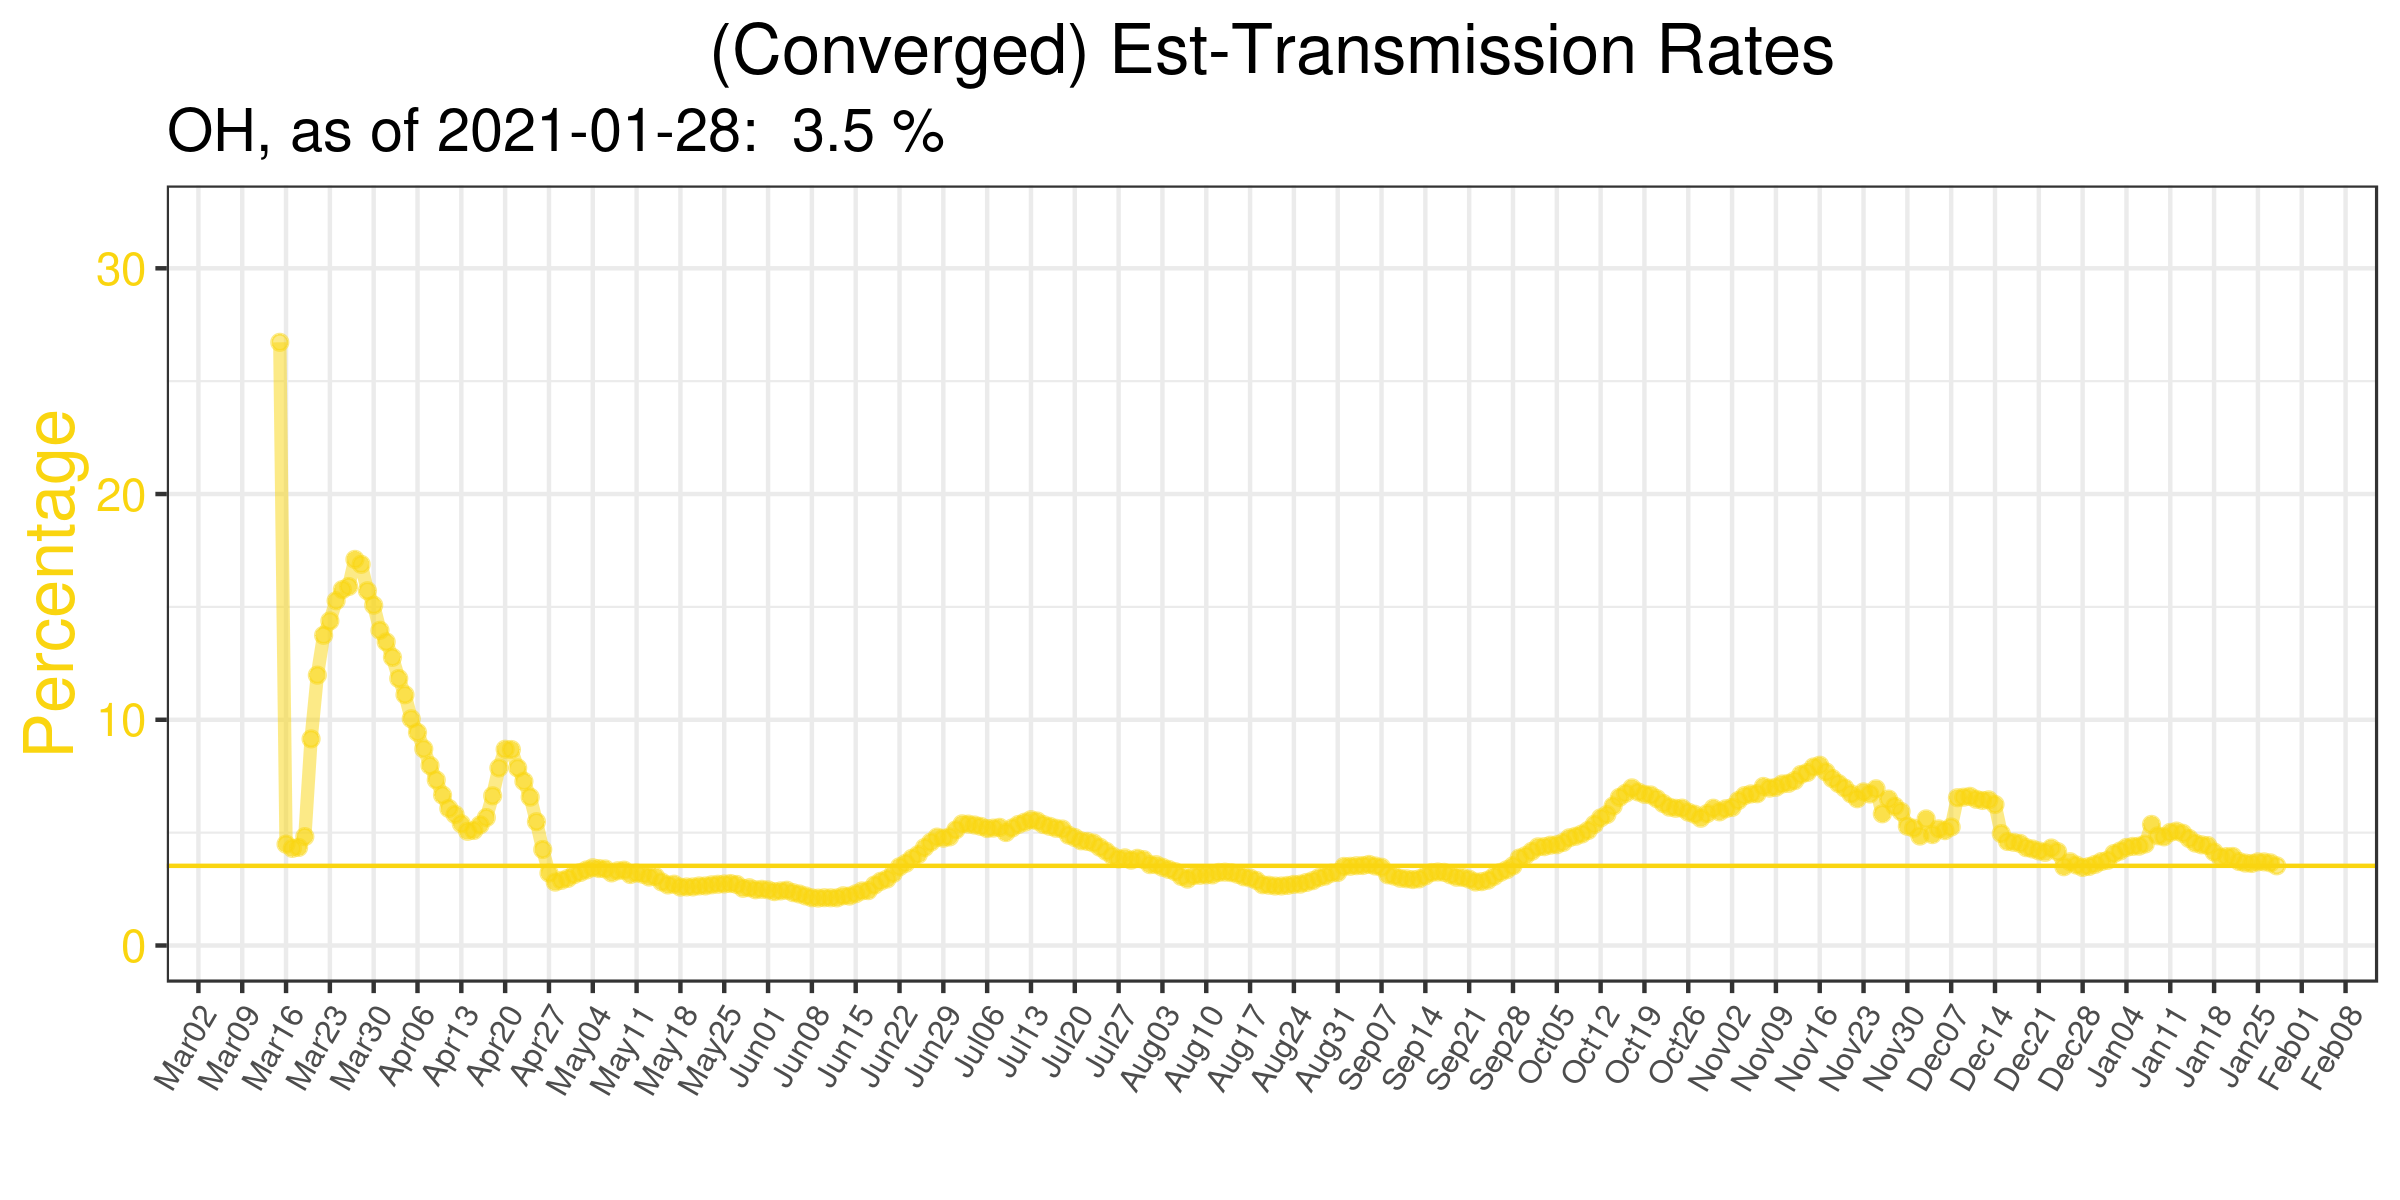 (Converged) Est-Transmission Rates
OH, as of 2021-01-28:  3.5 %
Percentage
30
20
10
0
Mar02
Mar09
Mar16
Mar23
Mar30
Apr06
Apr13
Apr20
Apr27
May04
May11
May18
May25
Jun01
Jun08
Jun15
Jun22
Jun29
Jul06
Jul13
Jul20
Jul27
Aug03
Aug10
Aug17
Aug24
Aug31
Sep07
Sep14
Sep21
Sep28
Oct05
Oct12
Oct19
Oct26
Nov02
Nov09
Nov16
Nov23
Nov30
Dec07
Dec14
Dec21
Dec28
Jan04
Jan11
Jan18
Jan25
Feb01
Feb08